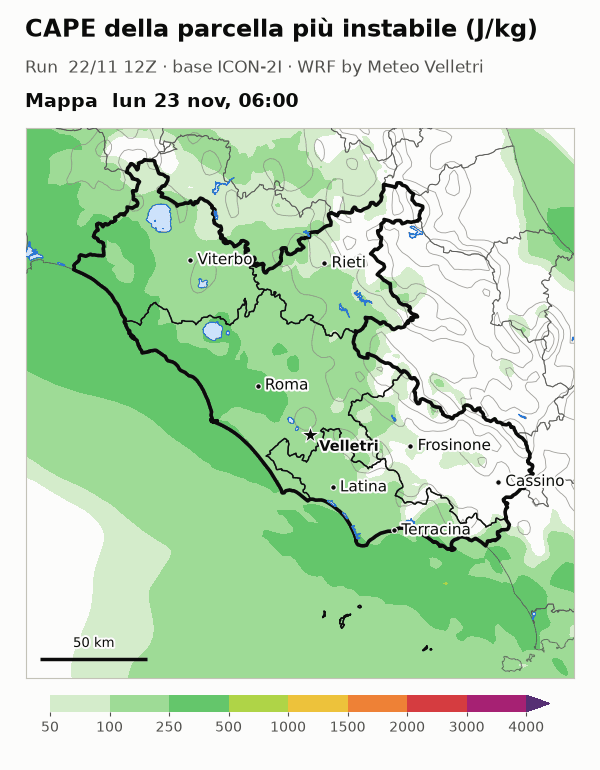 CAPE della parcella più instabile (J/kg)
Run 22/11 12Z · base ICON-2I · WRF by Meteo Velletri
Mappa lun 23 nov, 06:00
Viterbo
Rieti
Roma
Velletri
Frosinone
Cassino
Latina
Terracina
50 km
50 100 250 500 1000 1500 2000 3000 4000